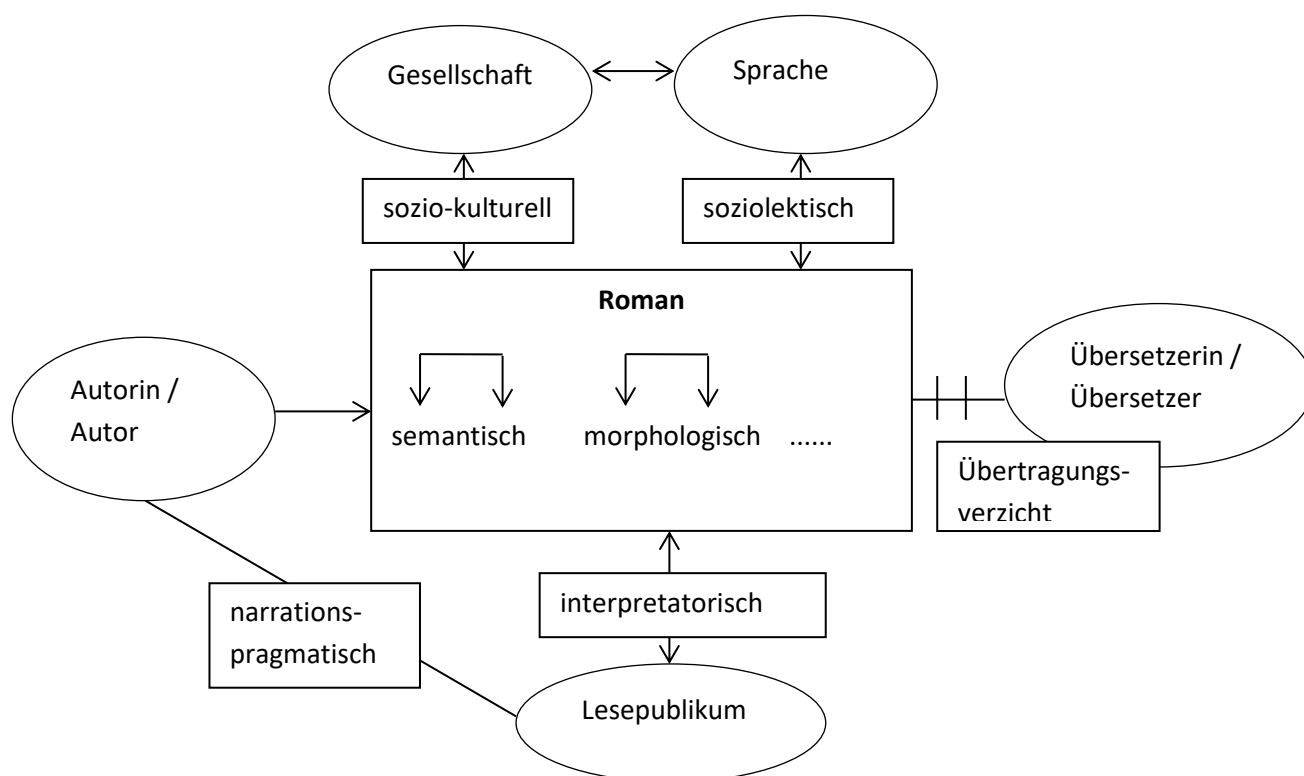 Gesellschaft
Sprache
sozio-kulturell
soziolektisch
Roman
Autorin /
Autor
semantisch
morphologisch
......
Übersetzerin /
Übersetzer
Übertragungs-
verzicht
narrations-
pragmatisch
interpretatorisch
Lesepublikum